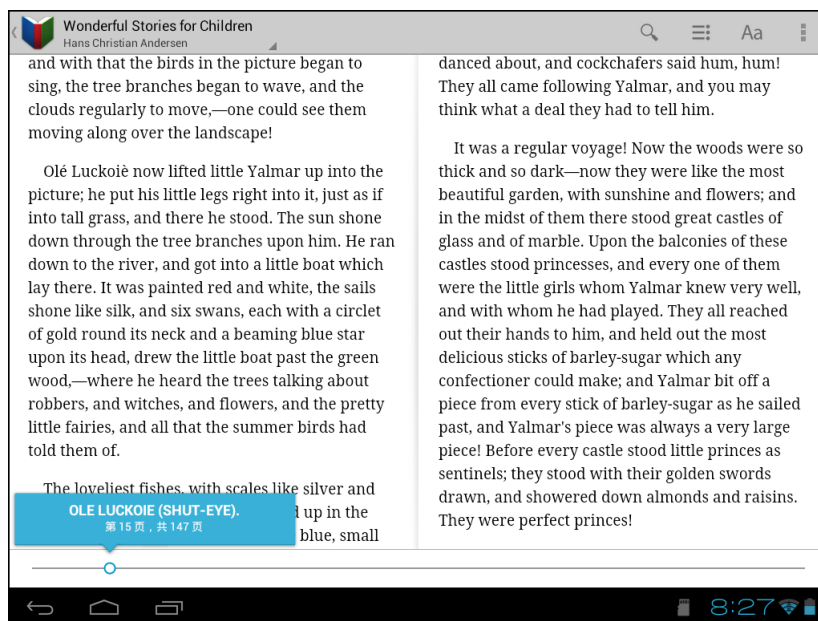 Wonderful Stories for Children
Hans Christian Andersen
Aa
and with that the birds in the picture began to
sing, the tree branches began to wave, and the
clouds regularly to move,—one could see them
moving along over the landscape!
Olé Luckoiè now lifted little Yalmar up into the
picture; he put his little legs right into it, just as if
into tall grass, and there he stood. The sun shone
down through the tree branches upon him. He ran
down to the river, and got into a little boat which
lay there. It was painted red and white, the sails
shone like silk, and six swans, each with a circlet
of gold round its neck and a beaming blue star
upon its head, drew the little boat past the green
wood,—where he heard the trees talking about
robbers, and witches, and flowers, and the pretty
little fairies, and all that the summer birds had
told them of.
The loveliest fishes, with scales like silver and
up in the
blue, small
danced about, and cockchafers said hum, hum!
They all came following Yalmar, and you may
think what a deal they had to tell him.
It was a regular voyage! Now the woods were so
thick and so dark—now they were like the most
beautiful garden, with sunshine and flowers; and
in the midst of them there stood great castles of
glass and of marble. Upon the balconies of these
castles stood princesses, and every one of them
were the little girls whom Yalmar knew very well,
and with whom he had played. They all reached
out their hands to him, and held out the most
delicious sticks of barley-sugar which any
confectioner could make; and Yalmar bit off a
piece from every stick of barley-sugar as he sailed
past, and Yalmar's piece was always a very large
piece! Before every castle stood little princes as
sentinels; they stood with their golden swords
drawn, and showered down almonds and raisins.
They were perfect princes!
OLE LUCKOIE (SHUT-EYE).
第 15 页，共 147 页
8:27